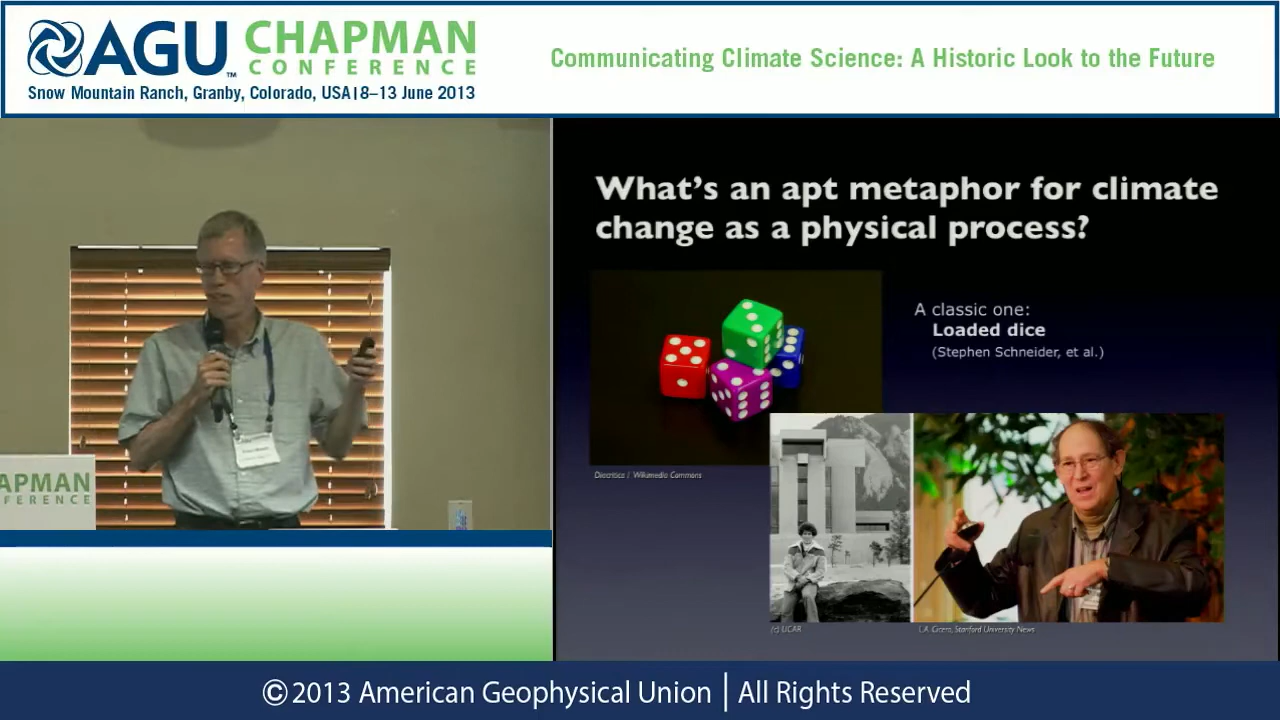 AGU™ CHAPMAN
CONFERENCE
Snow Mountain Ranch, Granby, Colorado, USA|8–13 June 2013
Communicating Climate Science: A Historic Look to the Future
What's an apt metaphor for climate
change as a physical process?
A classic one:
Loaded dice
(Stephen Schneider, et al.)
/ Wikimedia Commons
(c) UCAR
L.A. Cicero, Stanford University News
APMAN
FERENCE
©2013 American Geophysical Union | All Rights Reserved